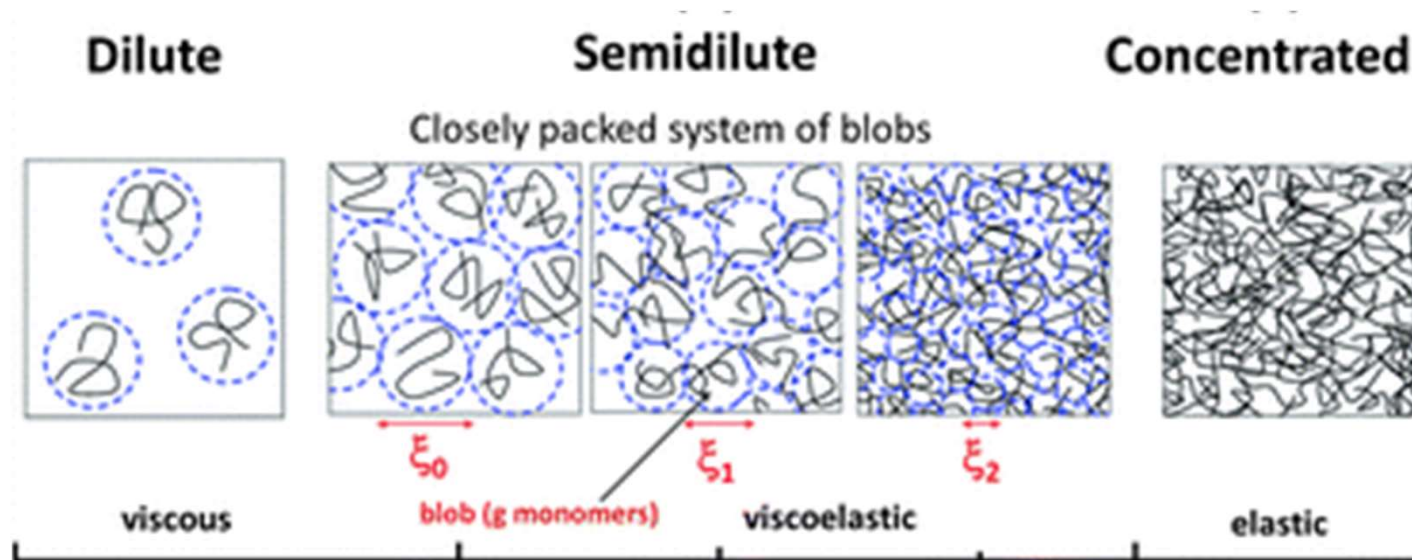 Dilute
Semidilute
Concentrated
Closely packed system of blobs
ξ0
ξ1
ξ2
blob (g monomers)
viscous
viscoelastic
elastic